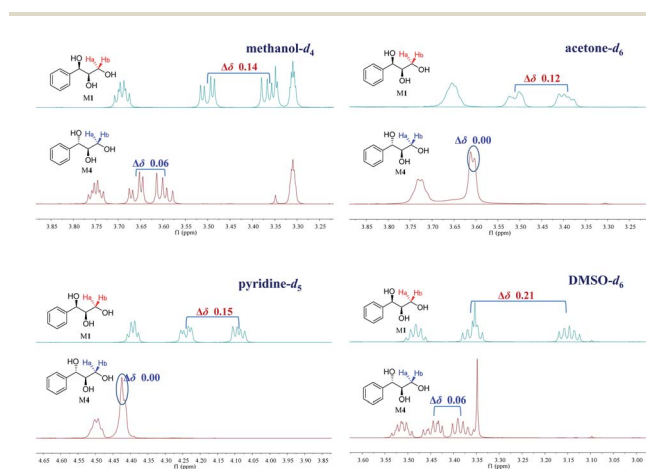 methanol-d4
OH Ha Hb
OH
OH
M1
Δδ 0.14
OH Ha Hb
OH
OH
M4
Δδ 0.06
3.85 3.80 3.75 3.70 3.65 3.60 3.55 3.50 3.45 3.40 3.35 3.30 3.25
f1 (ppm)
acetone-d6
OH Ha Hb
OH
OH
M1
Δδ 0.12
OH Ha Hb
OH
OH
M4
Δδ 0.00
3.85 3.80 3.75 3.70 3.65 3.60 3.55 3.50 3.45 3.40 3.35 3.30 3.25
f1 (ppm)
pyridine-d5
OH Ha Hb
OH
OH
M1
Δδ 0.15
OH Ha Hb
OH
OH
M4
Δδ 0.00
4.65 4.60 4.55 4.50 4.45 4.40 4.35 4.30 4.25 4.20 4.15 4.10 4.05 4.00 3.95 3.90 3.85
f1 (ppm)
DMSO-d6
HO Ha Hb
OH
OH
M1
Δδ 0.21
OH Ha Hb
OH
OH
M4
Δδ 0.06
3.60 3.55 3.50 3.45 3.40 3.35 3.30 3.25 3.20 3.15 3.10 3.05 3.00
f1 (ppm)